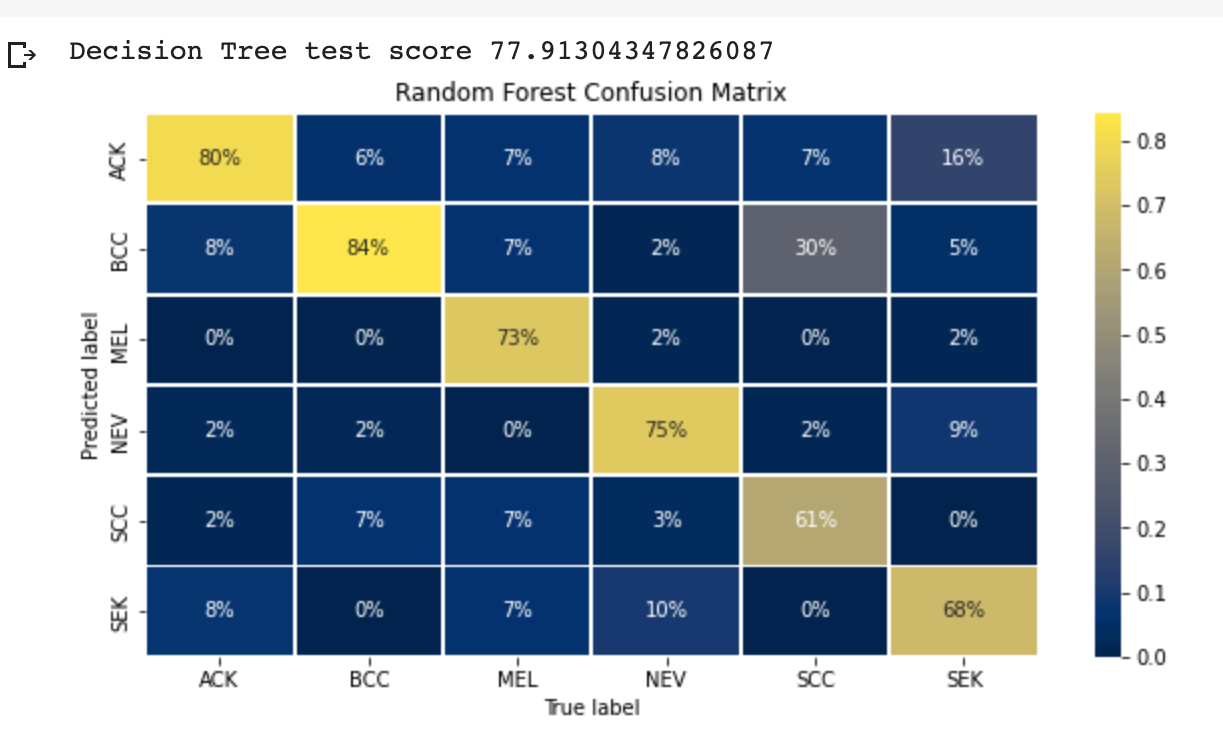 Decision Tree test score 77.91304347826087
Random Forest Confusion Matrix
ACK 80% 6% 7% 8% 7% 16%
BCC 8% 84% 7% 2% 30% 5%
MEL 0% 0% 73% 2% 0% 2%
NEV 2% 2% 0% 75% 2% 9%
SCC 2% 7% 7% 3% 61% 0%
SEK 8% 0% 7% 10% 0% 68%
Predicted label
ACK BCC MEL NEV SCC SEK
True label
0.8
0.7
0.6
0.5
0.4
0.3
0.2
0.1
0.0